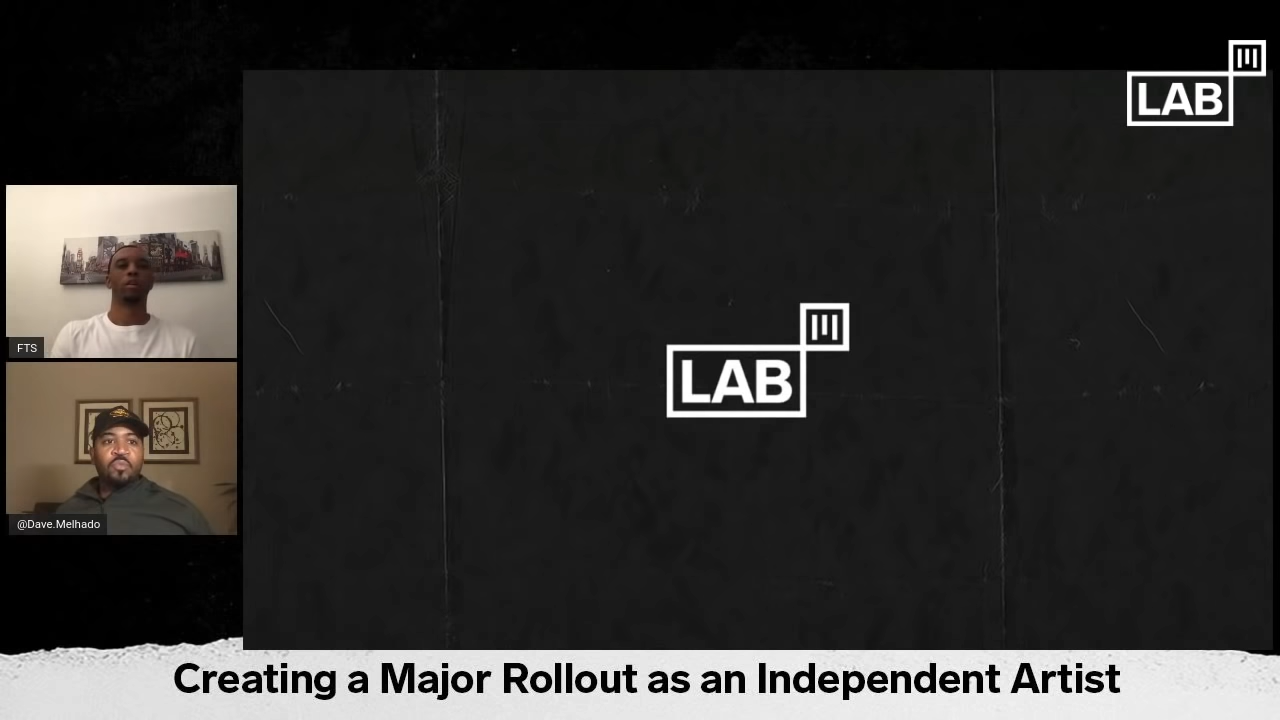 LAB
LAB
FTS
@Dave.Melhado
Creating a Major Rollout as an Independent Artist